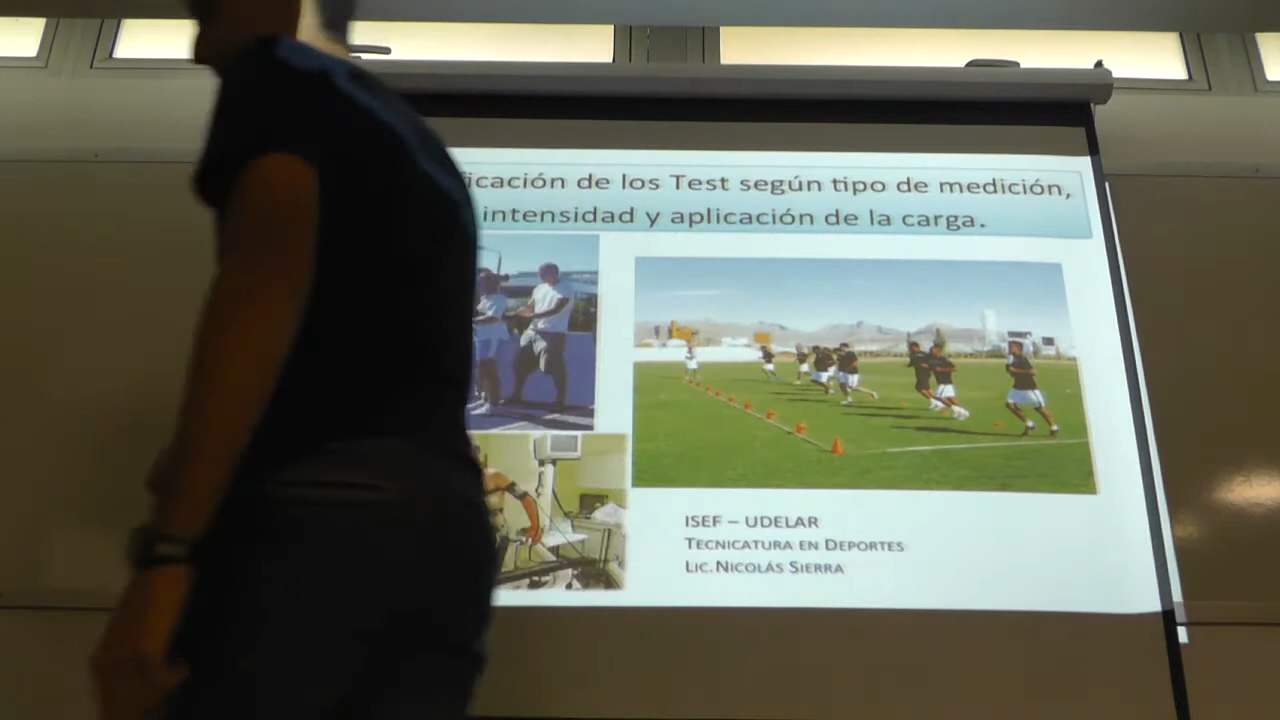 icación de los Test según tipo de medición,
intensidad y aplicación de la carga.
ISEF – UDELAR
TECNICATURA EN DEPORTES
LIC. NICOLÁS SIERRA